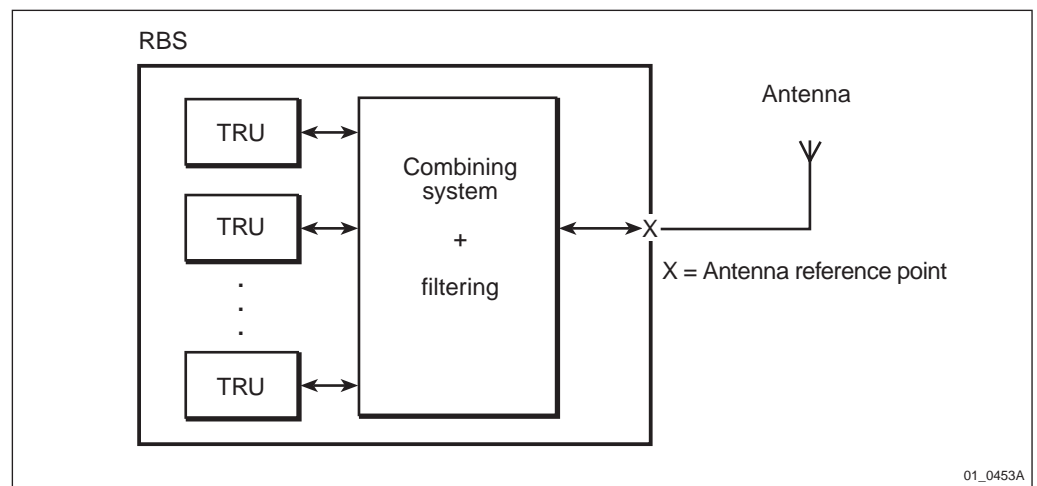 RBS
TRU
TRU
.
.
.
TRU
Combining
system
+
filtering
X
Antenna
X = Antenna reference point
01_0453A